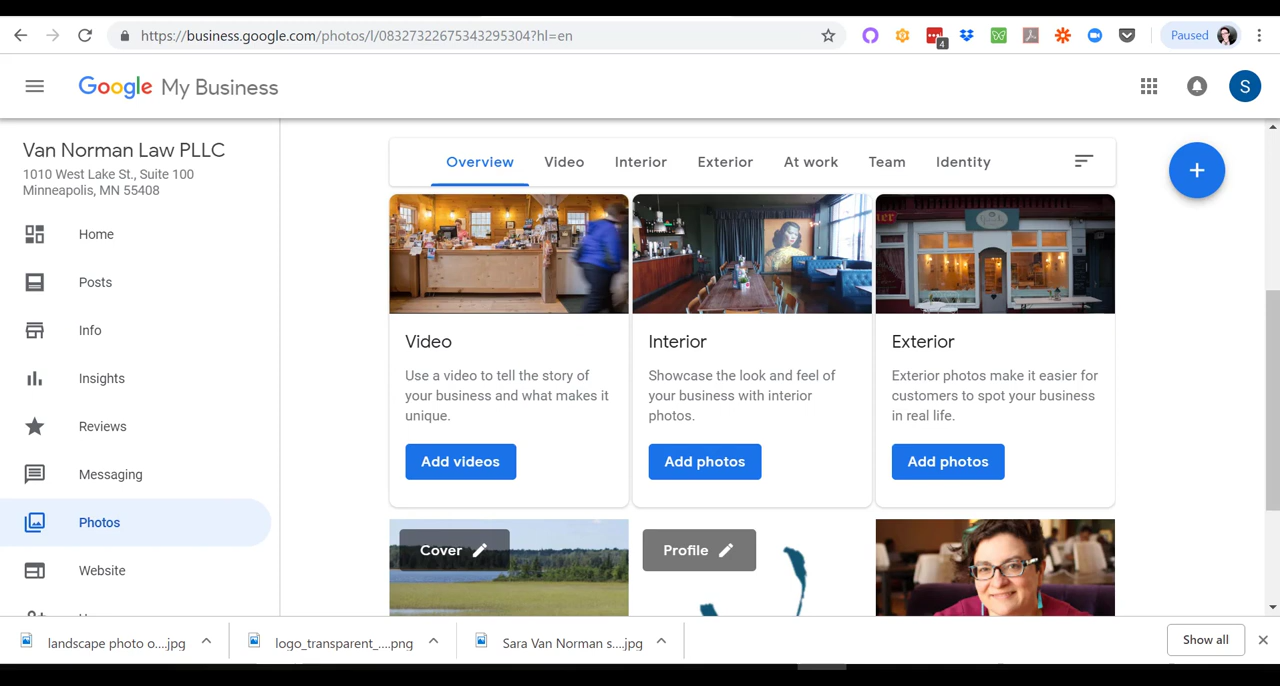 https://business.google.com/photos/l/08327322675343295304?hl=en
4
Paused
Google My Business
S
Van Norman Law PLLC
1010 West Lake St., Suite 100
Minneapolis, MN 55408
Home
Posts
Info
Insights
Reviews
Messaging
Photos
Website
Overview Video Interior Exterior At work Team Identity
+
Video
Use a video to tell the story of
your business and what makes it
unique.
Add videos
Interior
Showcase the look and feel of
your business with interior
photos.
Add photos
Exterior
Exterior photos make it easier for
customers to spot your business
in real life.
Add photos
Cover
Profile
landscape photo o....jpg
logo_transparent_....png
Sara Van Norman s....jpg
Show all